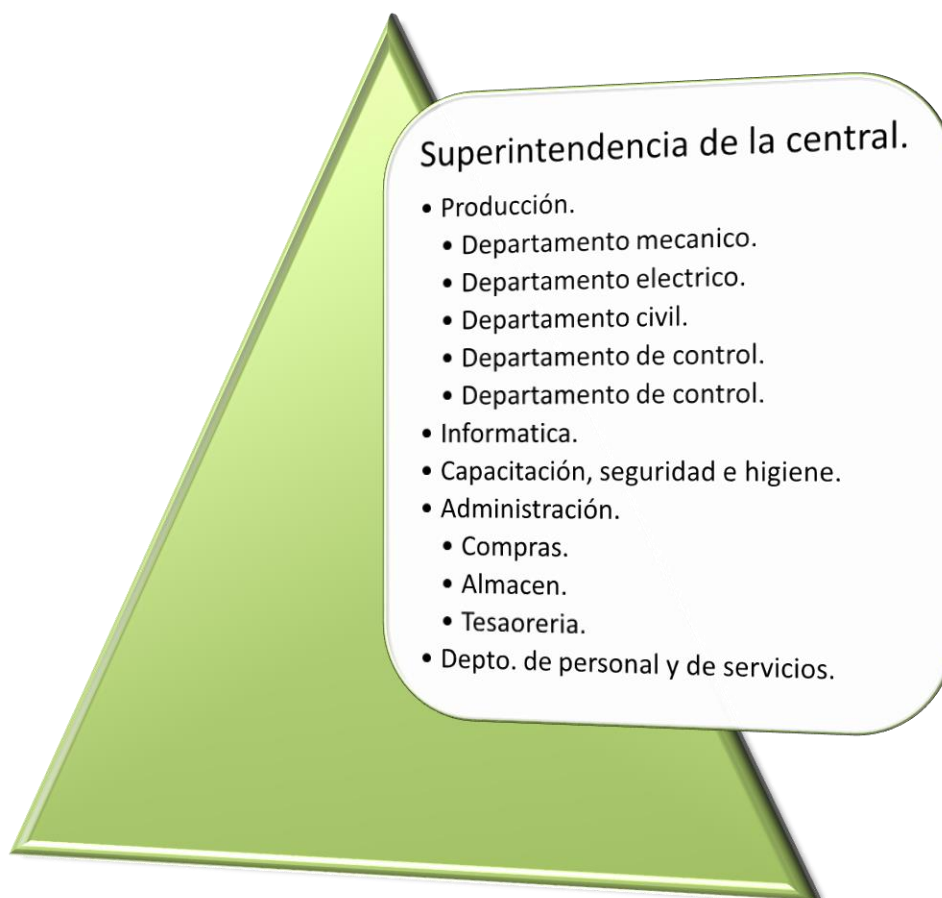 Superintendencia de la central.
• Producción.
• Departamento mecanico.
• Departamento electrico.
• Departamento civil.
• Departamento de control.
• Departamento de control.
• Informatica.
• Capacitación, seguridad e higiene.
• Administración.
• Compras.
• Almacen.
• Tesaoreria.
• Depto. de personal y de servicios.